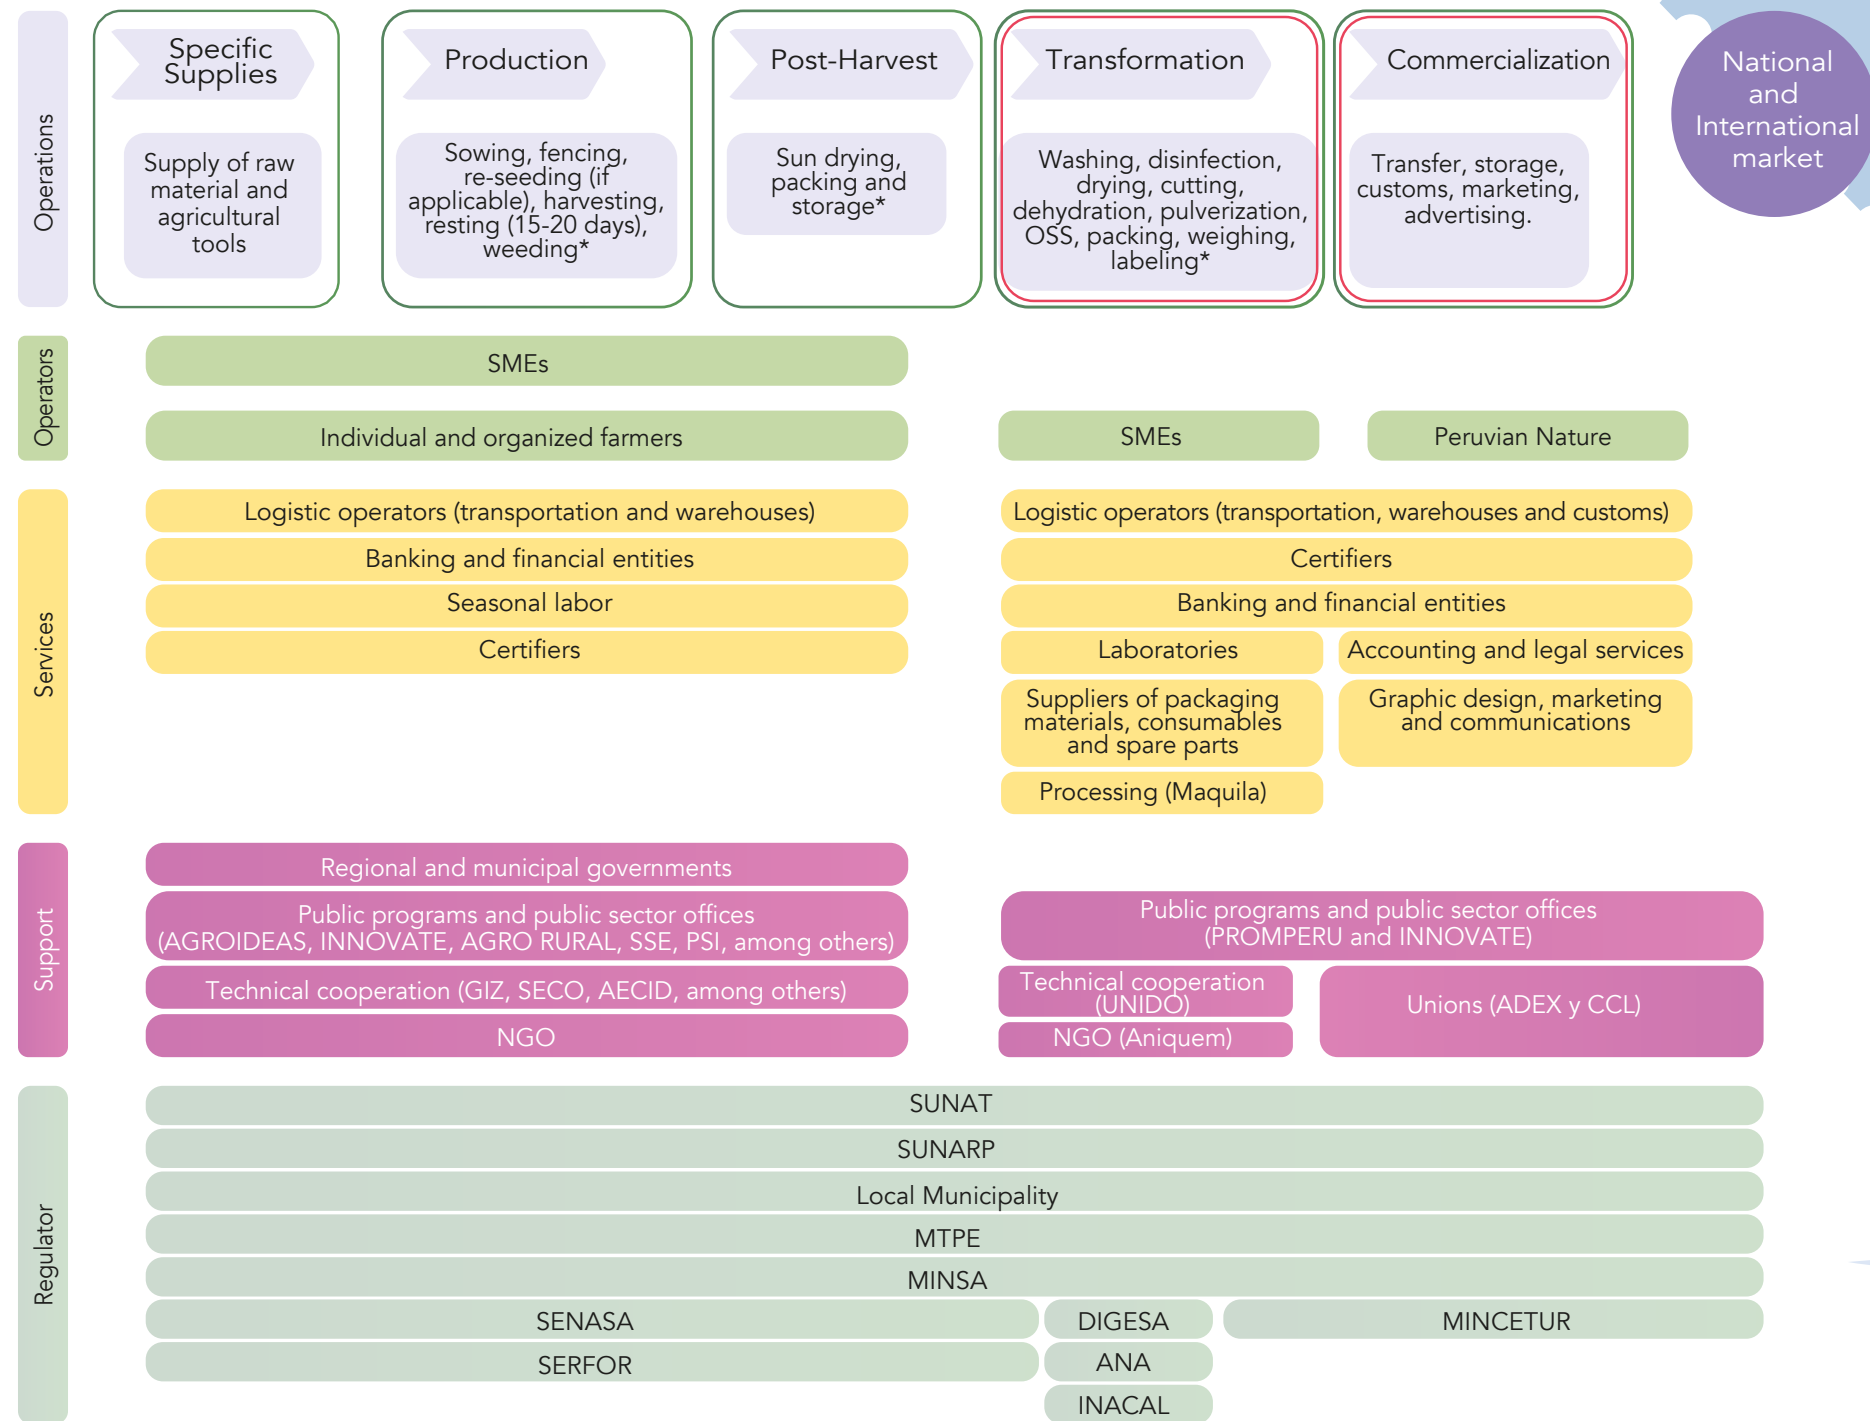 Operations
Specific
Supplies
Supply of raw
material and
agricultural
tools
Production
Sowing, fencing,
re-seeding (if
applicable), harvesting,
resting (15-20 days),
weeding*
Post-Harvest
Sun drying,
packing and
storage*
Transformation
Washing, disinfection,
drying, cutting,
dehydration, pulverization,
OSS, packing, weighing,
labeling*
Commercialization
Transfer, storage,
customs, marketing,
advertising.
National
and
International
market
Operators
SMEs
Individual and organized farmers
SMEs
Peruvian Nature
Services
Logistic operators (transportation and warehouses)
Banking and financial entities
Seasonal labor
Certifiers
Logistic operators (transportation, warehouses and customs)
Certifiers
Banking and financial entities
Laboratories
Accounting and legal services
Suppliers of packaging
materials, consumables
and spare parts
Graphic design, marketing
and communications
Processing (Maquila)
Support
Regional and municipal governments
Public programs and public sector offices
(AGROIDEAS, INNOVATE, AGRO RURAL, SSE, PSI, among others)
Technical cooperation (GIZ, SECO, AECID, among others)
NGO
Public programs and public sector offices
(PROMPERU and INNOVATE)
Technical cooperation
(UNIDO)
NGO (Aniquem)
Unions (ADEX y CCL)
Regulator
SUNAT
SUNARP
Local Municipality
MTPE
MINSA
SENASA
DIGESA
MINCETUR
SERFOR
ANA
INACAL